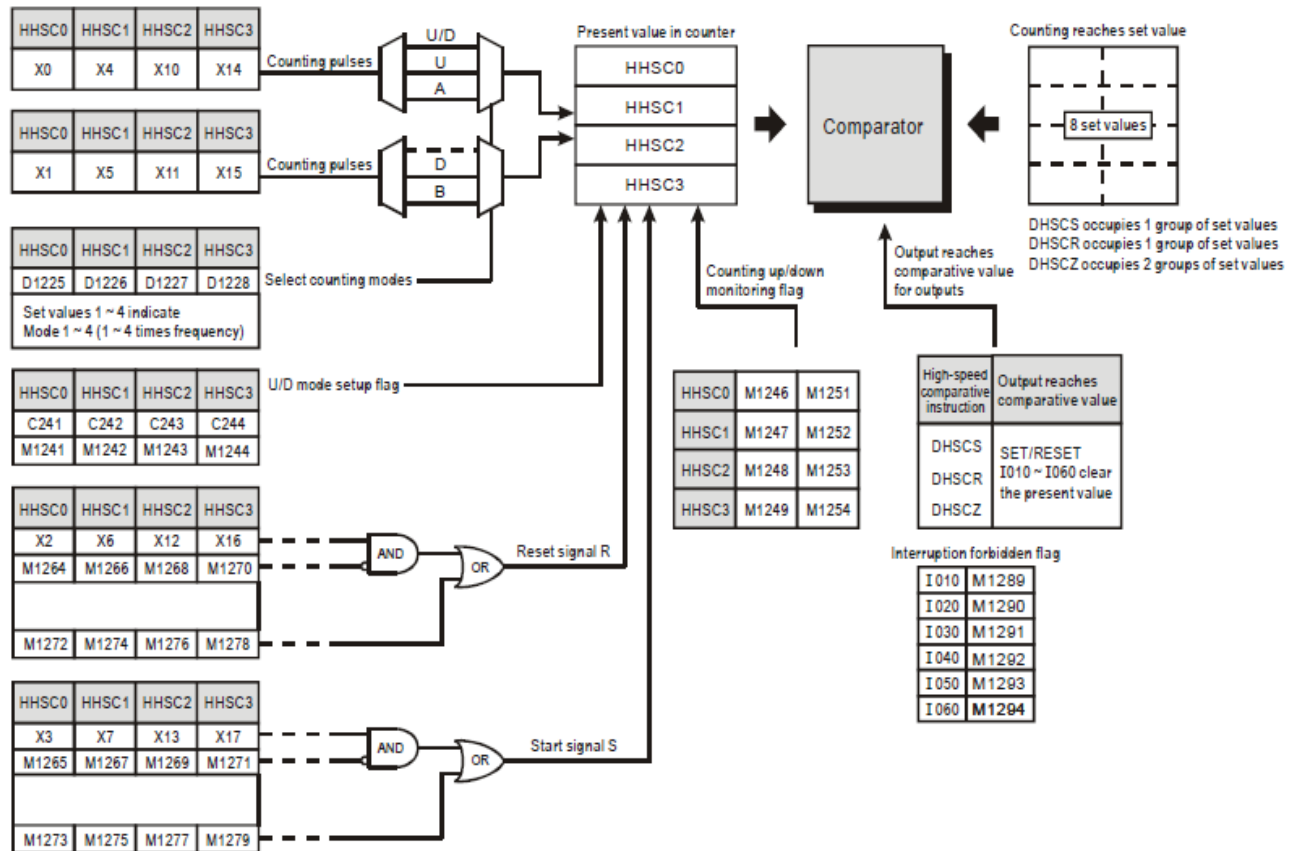 HHSC0 HHSC1 HHSC2 HHSC3
X0 X4 X10 X14
Counting pulses
U/D
U
A
HHSC0 HHSC1 HHSC2 HHSC3
X1 X5 X11 X15
Counting pulses
D
B
HHSC0 HHSC1 HHSC2 HHSC3
D1225 D1226 D1227 D1228
Set values 1 ~ 4 indicate
Mode 1 ~ 4 (1 ~ 4 times frequency)
Select counting modes
HHSC0 HHSC1 HHSC2 HHSC3
C241 C242 C243 C244
M1241 M1242 M1243 M1244
U/D mode setup flag
HHSC0 HHSC1 HHSC2 HHSC3
X2 X6 X12 X16
M1264 M1266 M1268 M1270
M1272 M1274 M1276 M1278
AND
OR
Reset signal R
HHSC0 HHSC1 HHSC2 HHSC3
X3 X7 X13 X17
M1265 M1267 M1269 M1271
M1273 M1275 M1277 M1279
AND
OR
Start signal S
Present value in counter
HHSC0
HHSC1
HHSC2
HHSC3
Comparator
Counting reaches set value
8 set values
DHSCS occupies 1 group of set values
DHSCR occupies 1 group of set values
DHSCZ occupies 2 groups of set values
Counting up/down
monitoring flag
HHSC0 M1246 M1251
HHSC1 M1247 M1252
HHSC2 M1248 M1253
HHSC3 M1249 M1254
Output reaches
comparative value
for outputs
High-speed
comparative
instruction
Output reaches
comparative value
DHSCS
DHSCR
DHSCZ
SET/RESET
I010 ~ I060 clear
the present value
Interruption forbidden flag
I010 M1289
I020 M1290
I030 M1291
I040 M1292
I050 M1293
I060 M1294